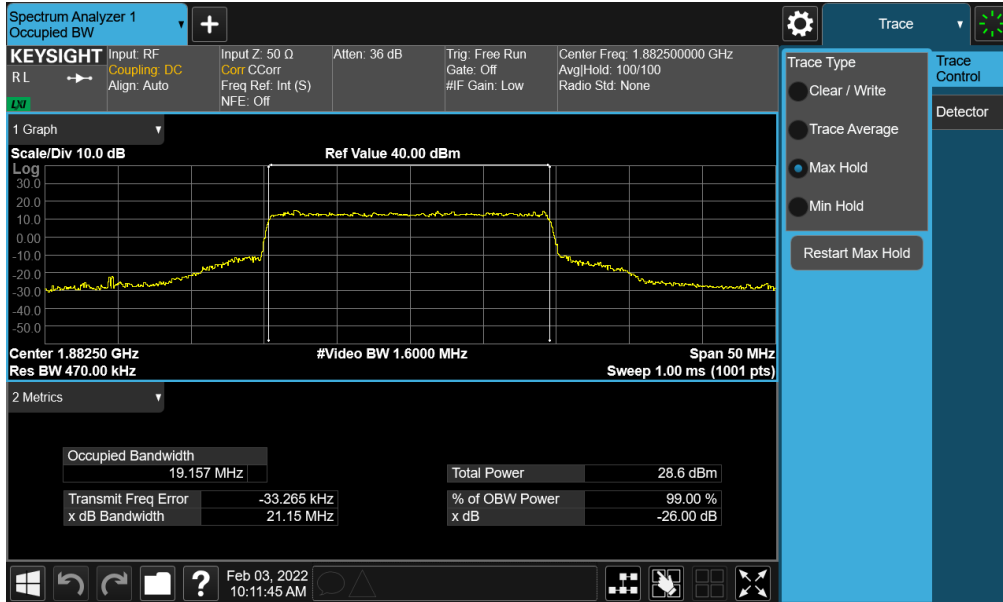 Spectrum Analyzer 1
Occupied BW
Trace
KEYSIGHT
R L
LXI
Input: RF
Coupling: DC
Align: Auto
Input Z: 50 Ω
Corr CCorr
Freq Ref: Int (S)
NFE: Off
Atten: 36 dB
Trig: Free Run
Gate: Off
#IF Gain: Low
Center Freq: 1.882500000 GHz
Avg|Hold: 100/100
Radio Std: None
1 Graph
Scale/Div 10.0 dB
Ref Value 40.00 dBm
Log
30.0
20.0
10.0
0.00
-10.0
-20.0
-30.0
-40.0
-50.0
Center 1.88250 GHz
#Video BW 1.6000 MHz
Span 50 MHz
Res BW 470.00 kHz
Sweep 1.00 ms (1001 pts)
2 Metrics
Occupied Bandwidth
19.157 MHz
Total Power 28.6 dBm
Transmit Freq Error -33.265 kHz
% of OBW Power 99.00 %
x dB Bandwidth 21.15 MHz
x dB -26.00 dB
Trace Type
Clear / Write
Trace Average
Max Hold
Min Hold
Restart Max Hold
Trace
Control
Detector
?
Feb 03, 2022
10:11:45 AM